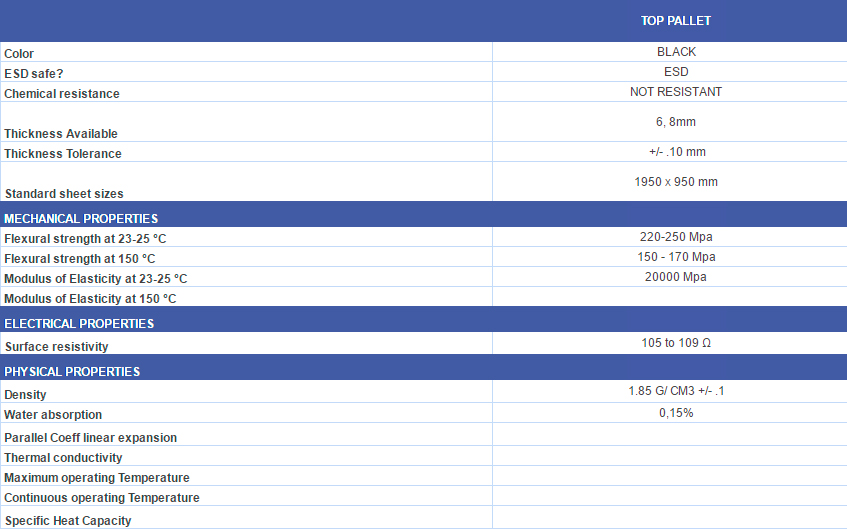 TOP PALLET
Color BLACK
ESD safe? ESD
Chemical resistance NOT RESISTANT
Thickness Available 6, 8mm
Thickness Tolerance +/- .10 mm
Standard sheet sizes 1950 x 950 mm
MECHANICAL PROPERTIES
Flexural strength at 23-25 °C 220-250 Mpa
Flexural strength at 150 °C 150 - 170 Mpa
Modulus of Elasticity at 23-25 °C 20000 Mpa
Modulus of Elasticity at 150 °C
ELECTRICAL PROPERTIES
Surface resistivity 105 to 109 Ω
PHYSICAL PROPERTIES
Density 1.85 G/ CM3 +/- .1
Water absorption 0,15%
Parallel Coeff linear expansion
Thermal conductivity
Maximum operating Temperature
Continuous operating Temperature
Specific Heat Capacity